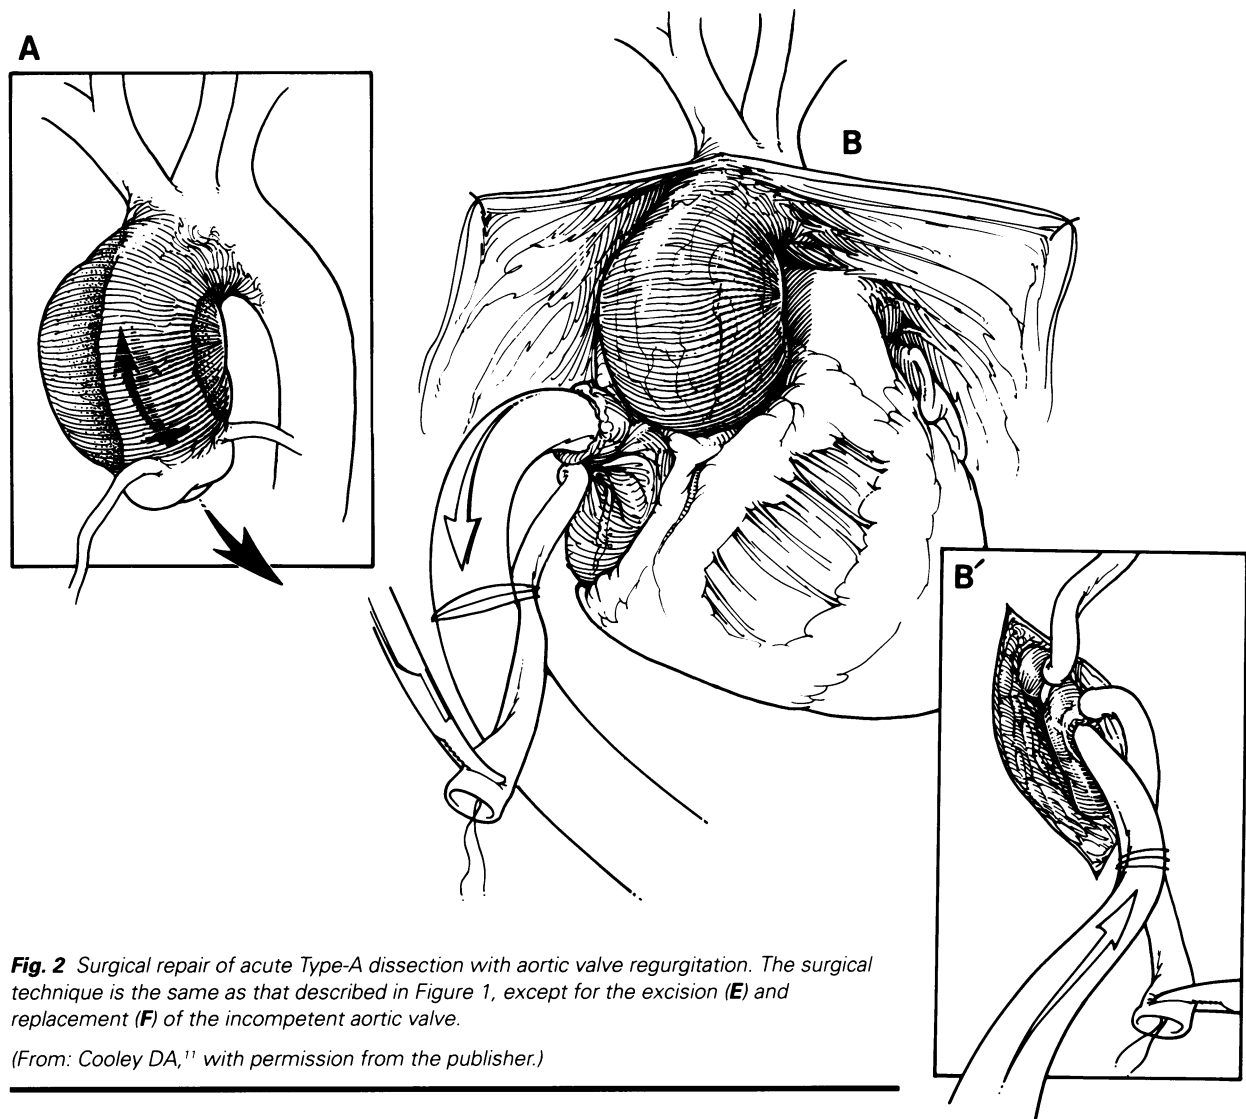 A
B
B´
Fig. 2 Surgical repair of acute Type-A dissection with aortic valve regurgitation. The surgical
technique is the same as that described in Figure 1, except for the excision (E) and
replacement (F) of the incompetent aortic valve.
(From: Cooley DA,¹¹ with permission from the publisher.)